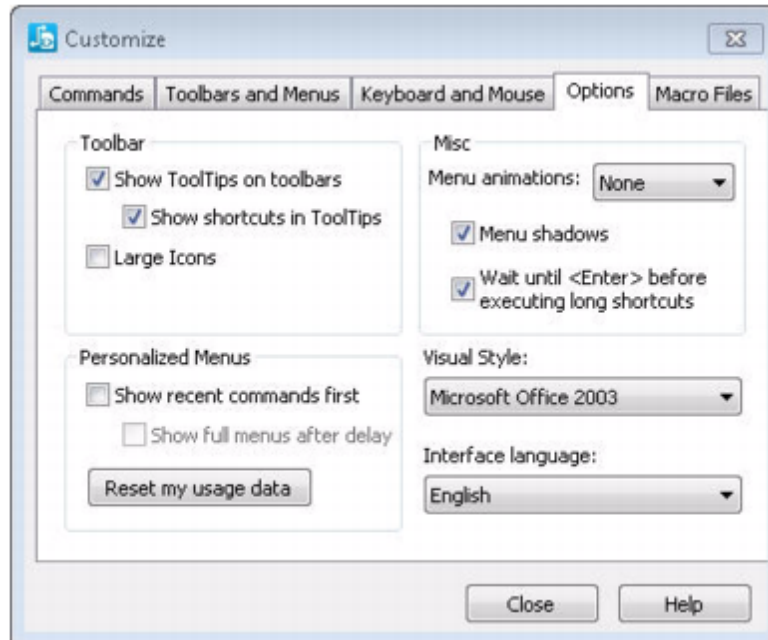 Customize
Commands
Toolbars and Menus
Keyboard and Mouse
Options
Macro Files
Toolbar
Show ToolTips on toolbars
Show shortcuts in ToolTips
Large Icons
Misc
Menu animations:
None
Menu shadows
Wait until <Enter> before
executing long shortcuts
Personalized Menus
Show recent commands first
Show full menus after delay
Reset my usage data
Visual Style:
Microsoft Office 2003
Interface language:
English
Close
Help